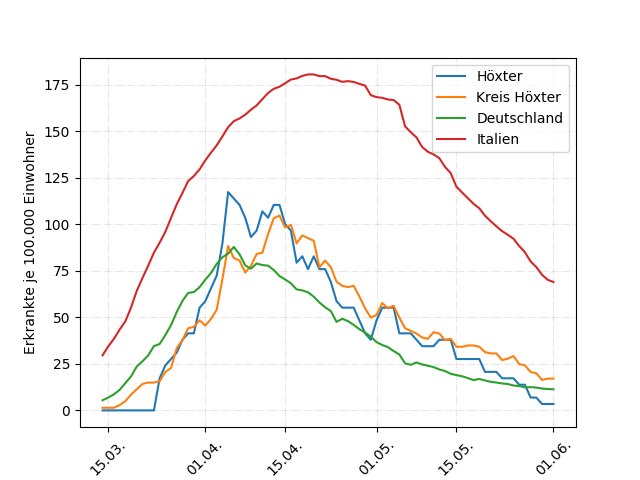 Erkrankte je 100.000 Einwohner
175
150
125
100
75
50
25
0
Höxter
Kreis Höxter
Deutschland
Italien
15.03.
01.04.
15.04.
01.05.
15.05.
01.06.